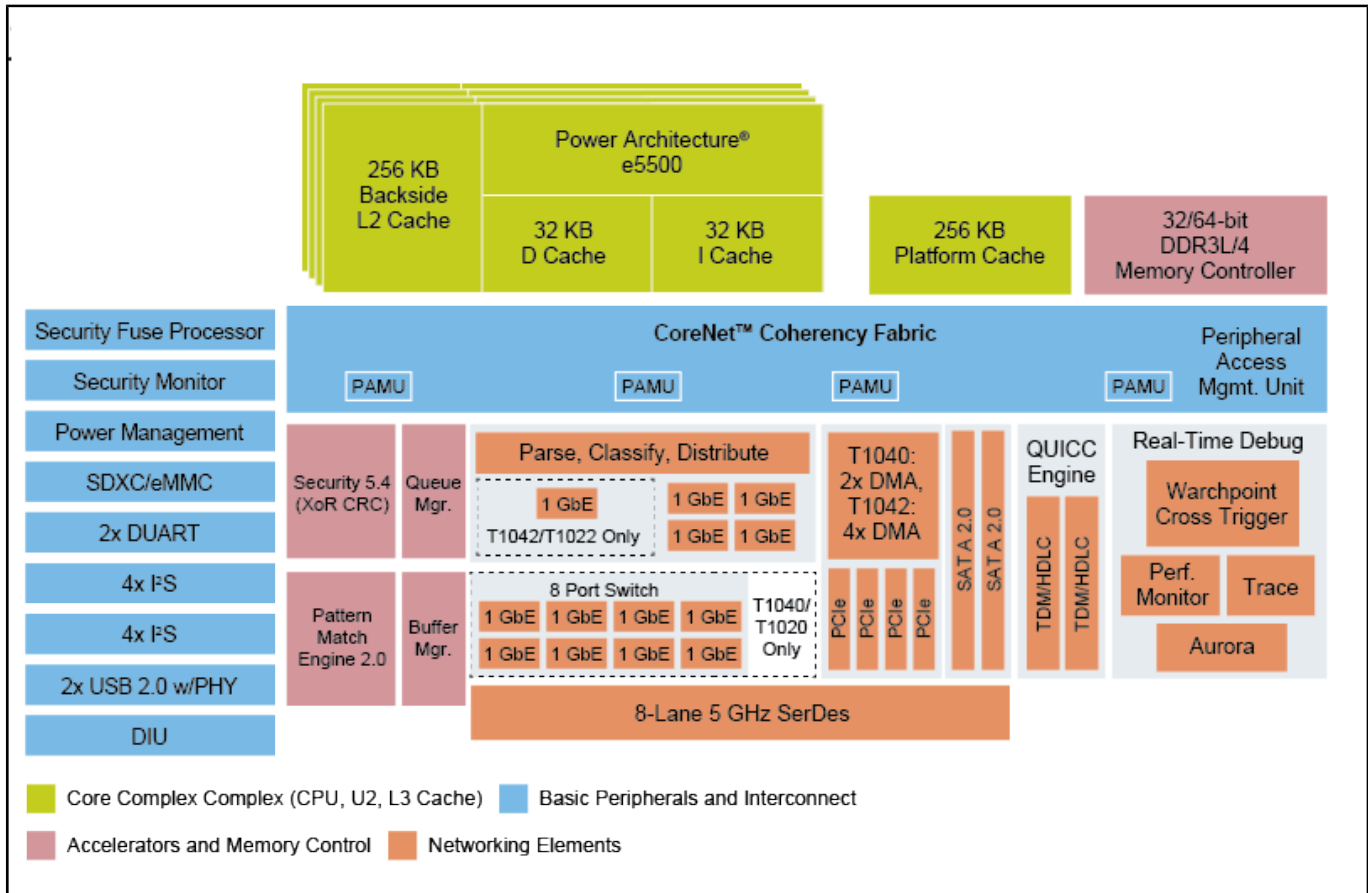 Power Architecture®
e5500
256 KB
Backside
L2 Cache
32 KB
D Cache
32 KB
I Cache
256 KB
Platform Cache
32/64-bit
DDR3L/4
Memory Controller
Security Fuse Processor
Security Monitor
Power Management
SDXC/eMMC
2x DUART
4x I²S
4x I²S
2x USB 2.0 w/PHY
DIU
CoreNet™ Coherency Fabric
Peripheral
Access
Mgmt. Unit
PAMU
PAMU
PAMU
PAMU
Security 5.4
(XoR CRC)
Queue
Mgr.
Pattern
Match
Engine 2.0
Buffer
Mgr.
Parse, Classify, Distribute
1 GbE
T1042/T1022 Only
1 GbE 1 GbE
1 GbE 1 GbE
8 Port Switch
1 GbE 1 GbE 1 GbE 1 GbE
1 GbE 1 GbE 1 GbE 1 GbE
T1040/
T1020
Only
T1040:
2x DMA,
T1042:
4x DMA
PCIe
PCIe
PCIe
PCIe
SAT A 2.0
SAT A 2.0
QUICC
Engine
TDM/HDLC
TDM/HDLC
Real-Time Debug
Warchpoint
Cross Trigger
Perf.
Monitor
Trace
Aurora
8-Lane 5 GHz SerDes
Core Complex Complex (CPU, U2, L3 Cache)
Basic Peripherals and Interconnect
Accelerators and Memory Control
Networking Elements